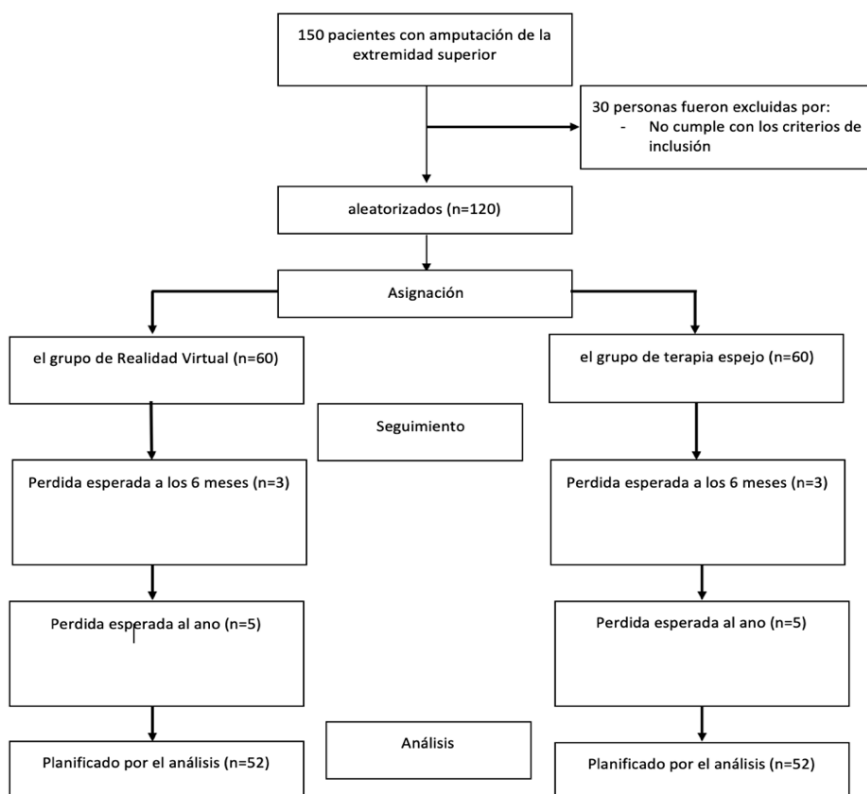 150 pacientes con amputación de la
extremidad superior
30 personas fueron excluidas por:
- No cumple con los criterios de
inclusión
aleatorizados (n=120)
Asignación
el grupo de Realidad Virtual (n=60)
el grupo de terapia espejo (n=60)
Seguimiento
Perdida esperada a los 6 meses (n=3)
Perdida esperada a los 6 meses (n=3)
Perdida esperada al ano (n=5)
Perdida esperada al ano (n=5)
Análisis
Planificado por el análisis (n=52)
Planificado por el análisis (n=52)